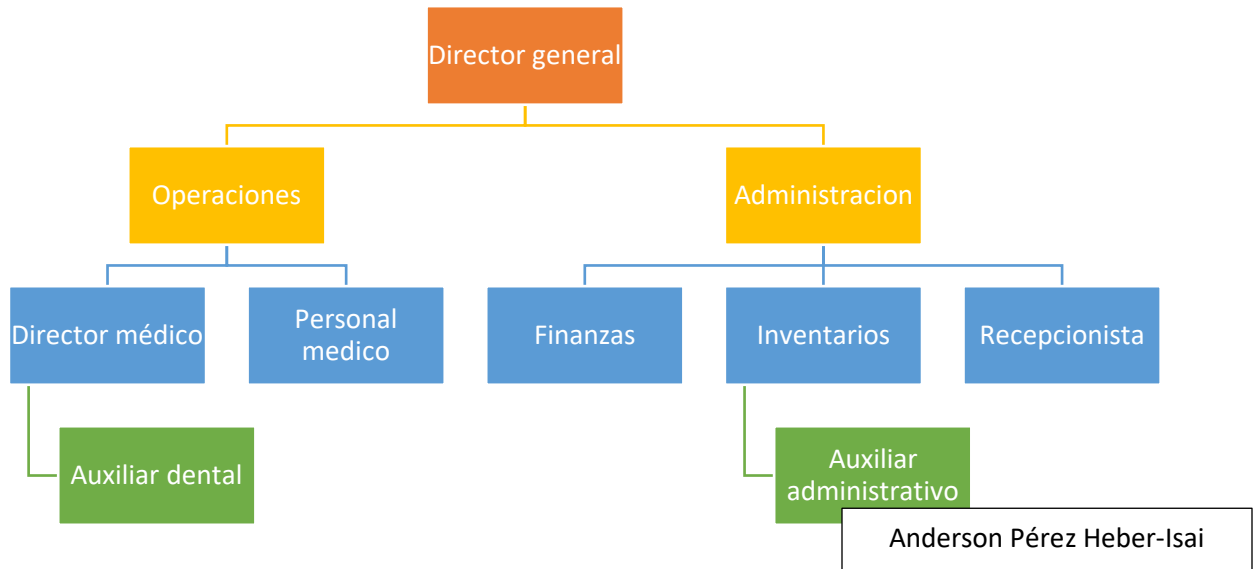 Director general
Operaciones
Administracion
Director médico
Personal
medico
Finanzas
Inventarios
Recepcionista
Auxiliar dental
Auxiliar
administrativo
Anderson Pérez Heber-Isai